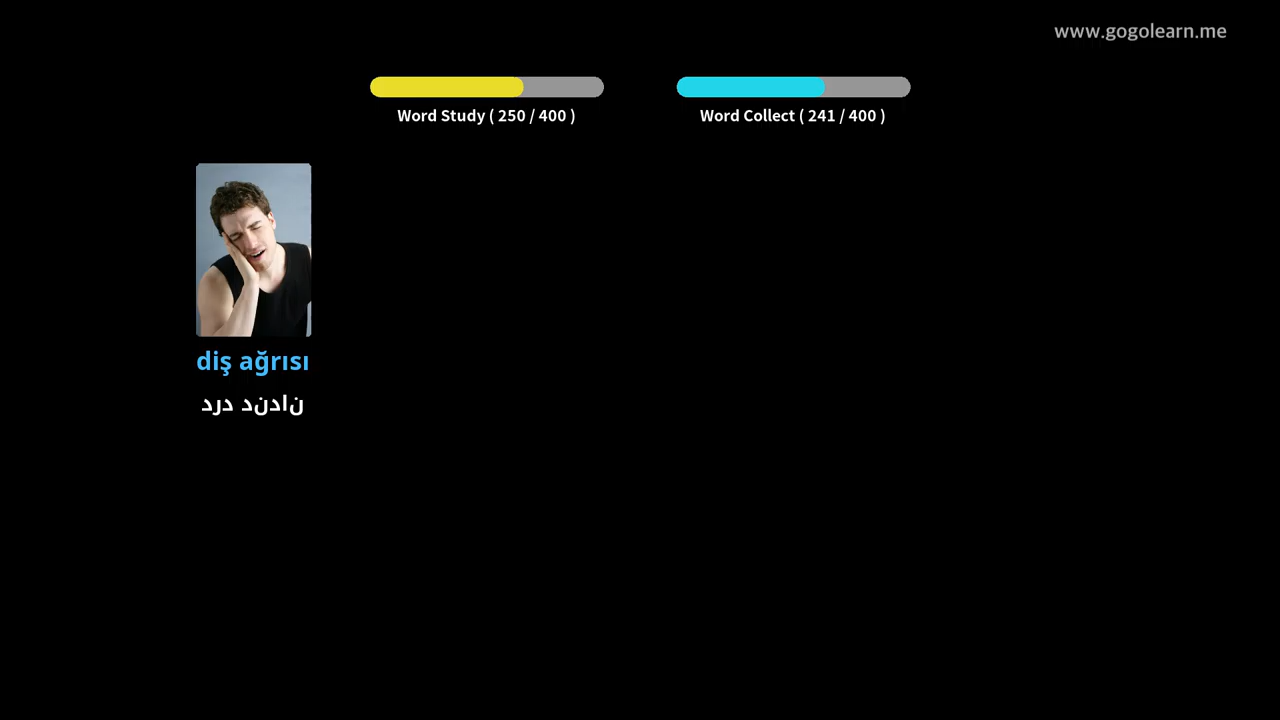 www.gogolearn.me
Word Study ( 250 / 400 )
Word Collect ( 241 / 400 )
diş ağrısı
درد دندان